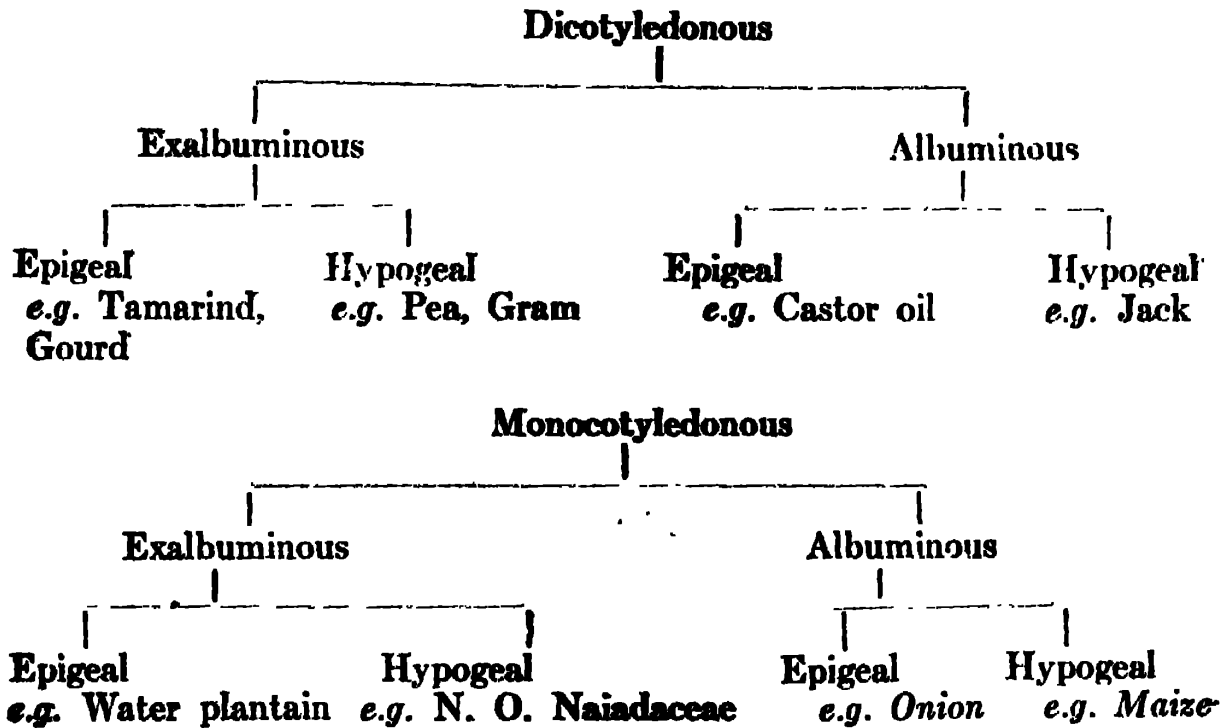 Dicotyledonous
Exalbuminous Albuminous
Epigeal Hypogeal Epigeal Hypogeal
e.g. Tamarind, e.g. Pea, Gram e.g. Castor oil e.g. Jack
Gourd
Monocotyledonous
Exalbuminous Albuminous
Epigeal Hypogeal Epigeal Hypogeal
e.g. Water plantain e.g. N. O. Naiadaceae e.g. Onion e.g. Maize